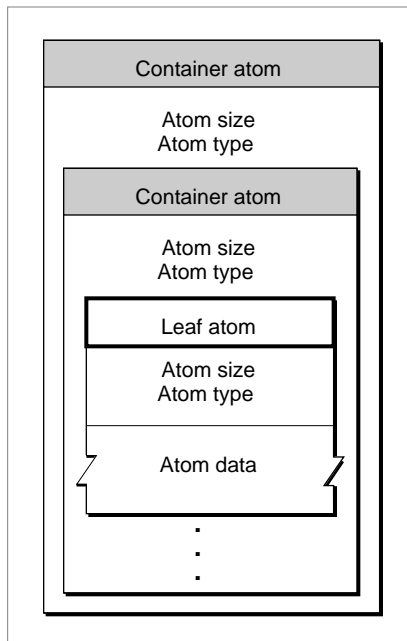 Container atom
Atom size
Atom type
Container atom
Atom size
Atom type
Leaf atom
Atom size
Atom type
Atom data